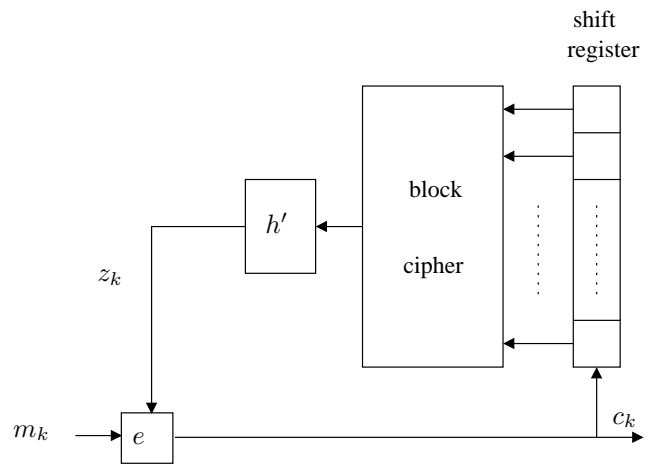 shift
register
block
h′
cipher
z_k
c_k
m_k
e